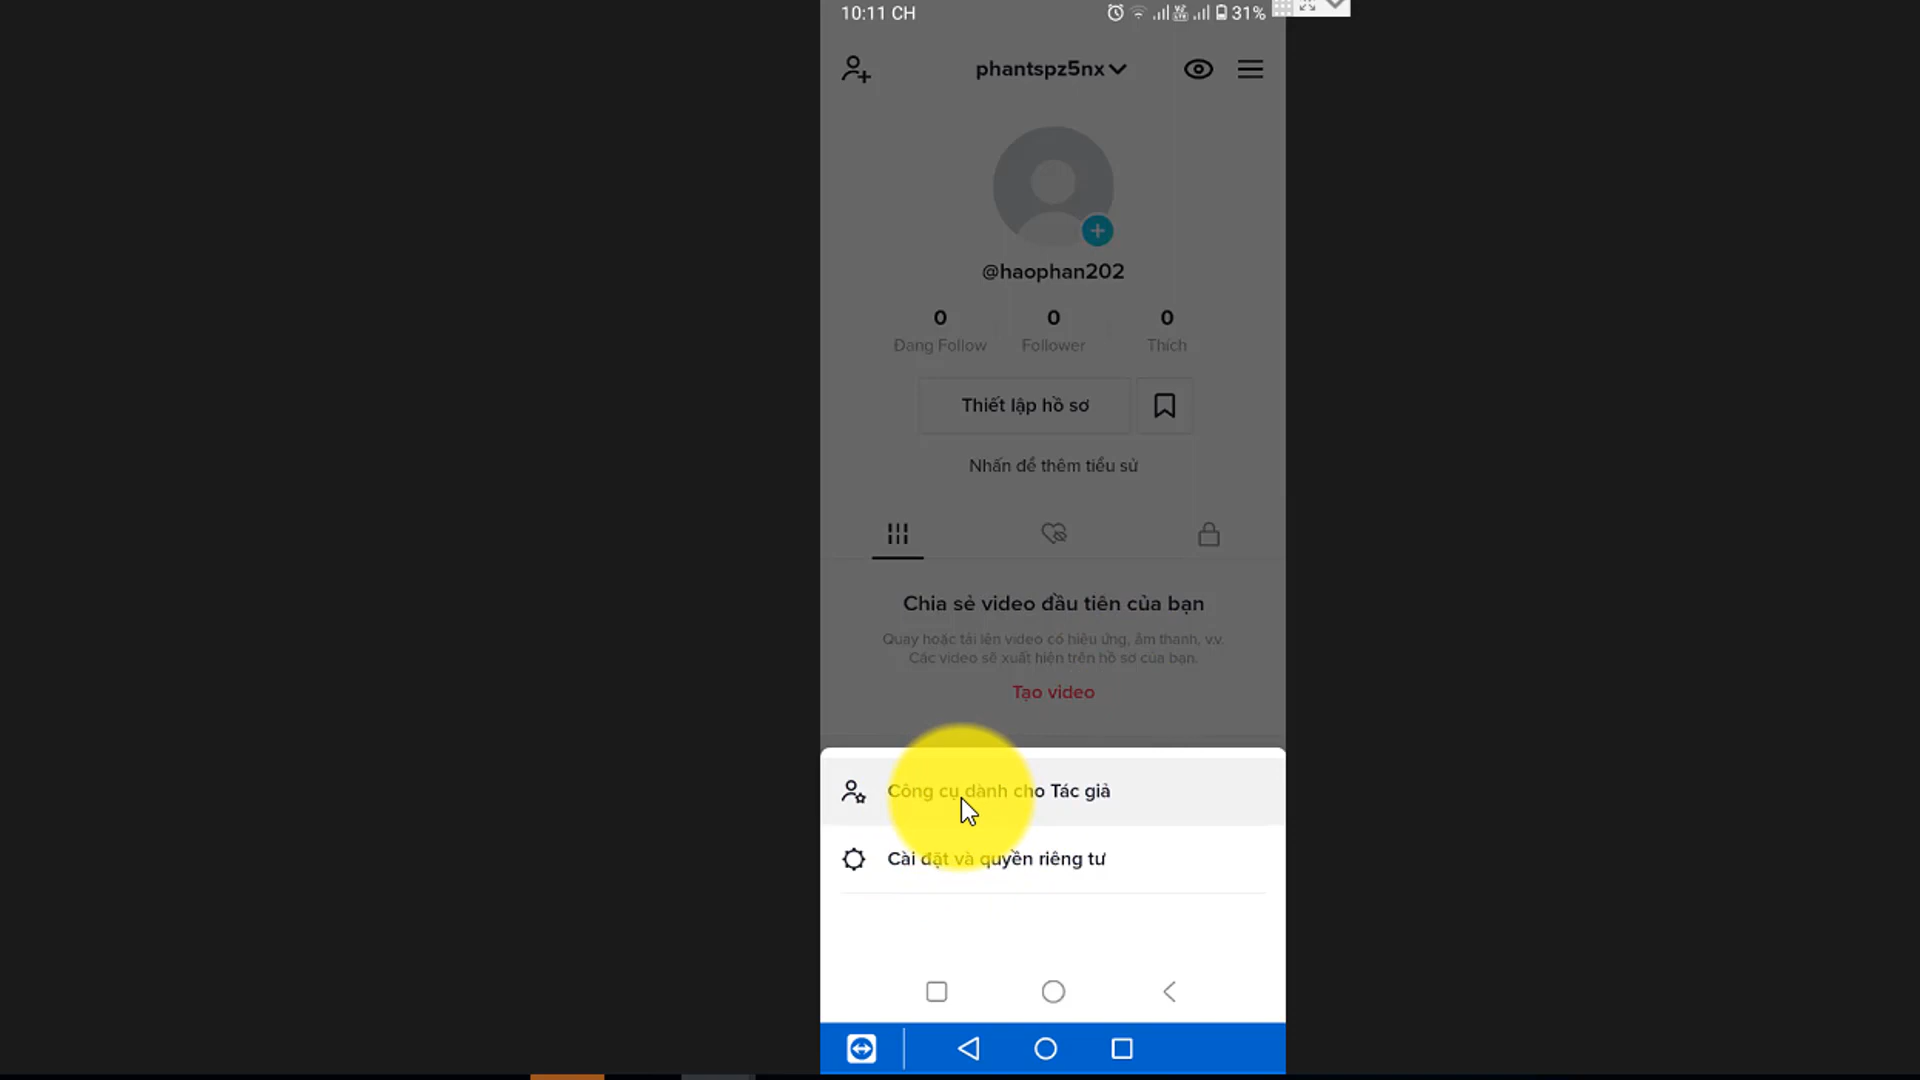 10:11 CH
31%
phantspz5nx
@haophan202
0 0 0
Đang Follow Follower Thích
Thiết lập hồ sơ
Nhấn để thêm tiểu sử
Chia sẻ video đầu tiên của bạn
Quay hoặc tải lên video có hiệu ứng, âm thanh, v.v.
Các video sẽ xuất hiện trên hồ sơ của bạn.
Tạo video
Công cụ dành cho Tác giả
Cài đặt và quyền riêng tư